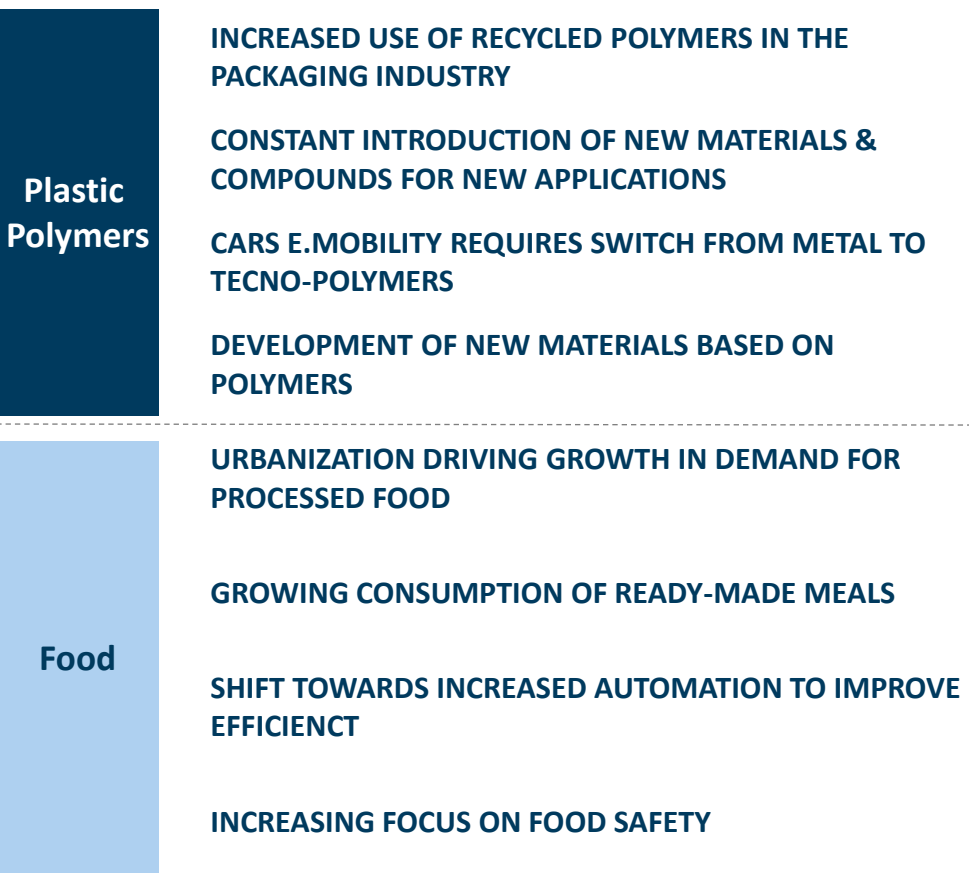 Plastic
Polymers
INCREASED USE OF RECYCLED POLYMERS IN THE
PACKAGING INDUSTRY
CONSTANT INTRODUCTION OF NEW MATERIALS &
COMPOUNDS FOR NEW APPLICATIONS
CARS E.MOBILITY REQUIRES SWITCH FROM METAL TO
TECNO-POLYMERS
DEVELOPMENT OF NEW MATERIALS BASED ON
POLYMERS
Food
URBANIZATION DRIVING GROWTH IN DEMAND FOR
PROCESSED FOOD
GROWING CONSUMPTION OF READY-MADE MEALS
SHIFT TOWARDS INCREASED AUTOMATION TO IMPROVE
EFFICIENCT
INCREASING FOCUS ON FOOD SAFETY